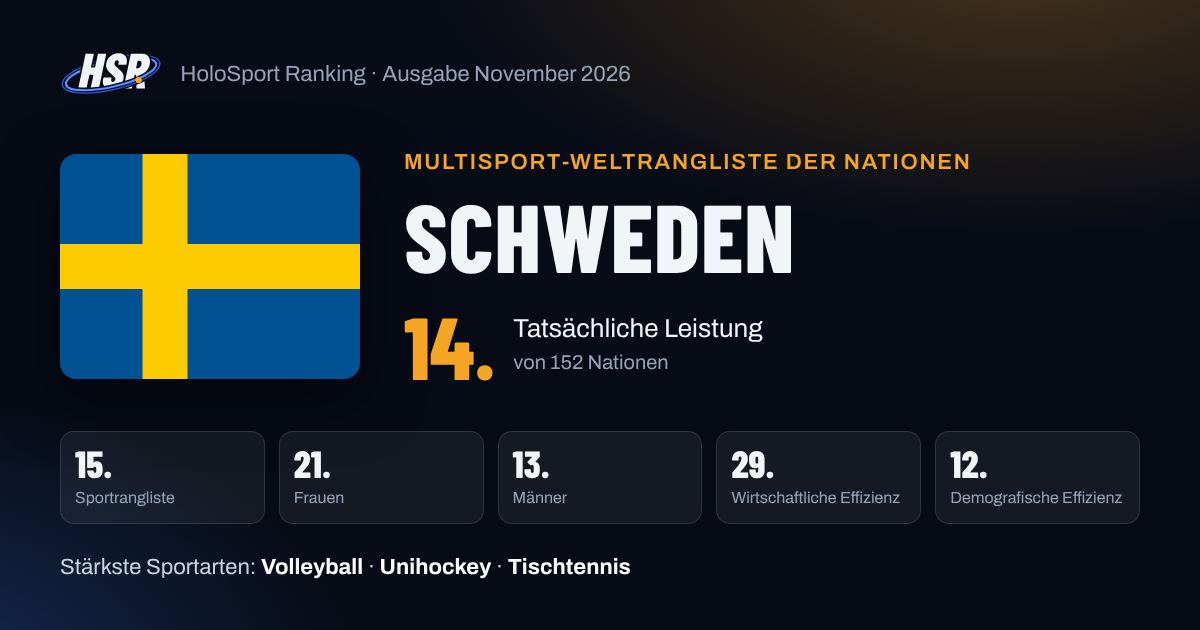 HSR
HoloSport Ranking · Ausgabe November 2026
MULTISPORT-WELTRANGLISTE DER NATIONEN
SCHWEDEN
14.
Tatsächliche Leistung
von 152 Nationen
15.
Sportrangliste
21.
Frauen
13.
Männer
29.
Wirtschaftliche Effizienz
12.
Demografische Effizienz
Stärkste Sportarten: Volleyball · Unihockey · Tischtennis